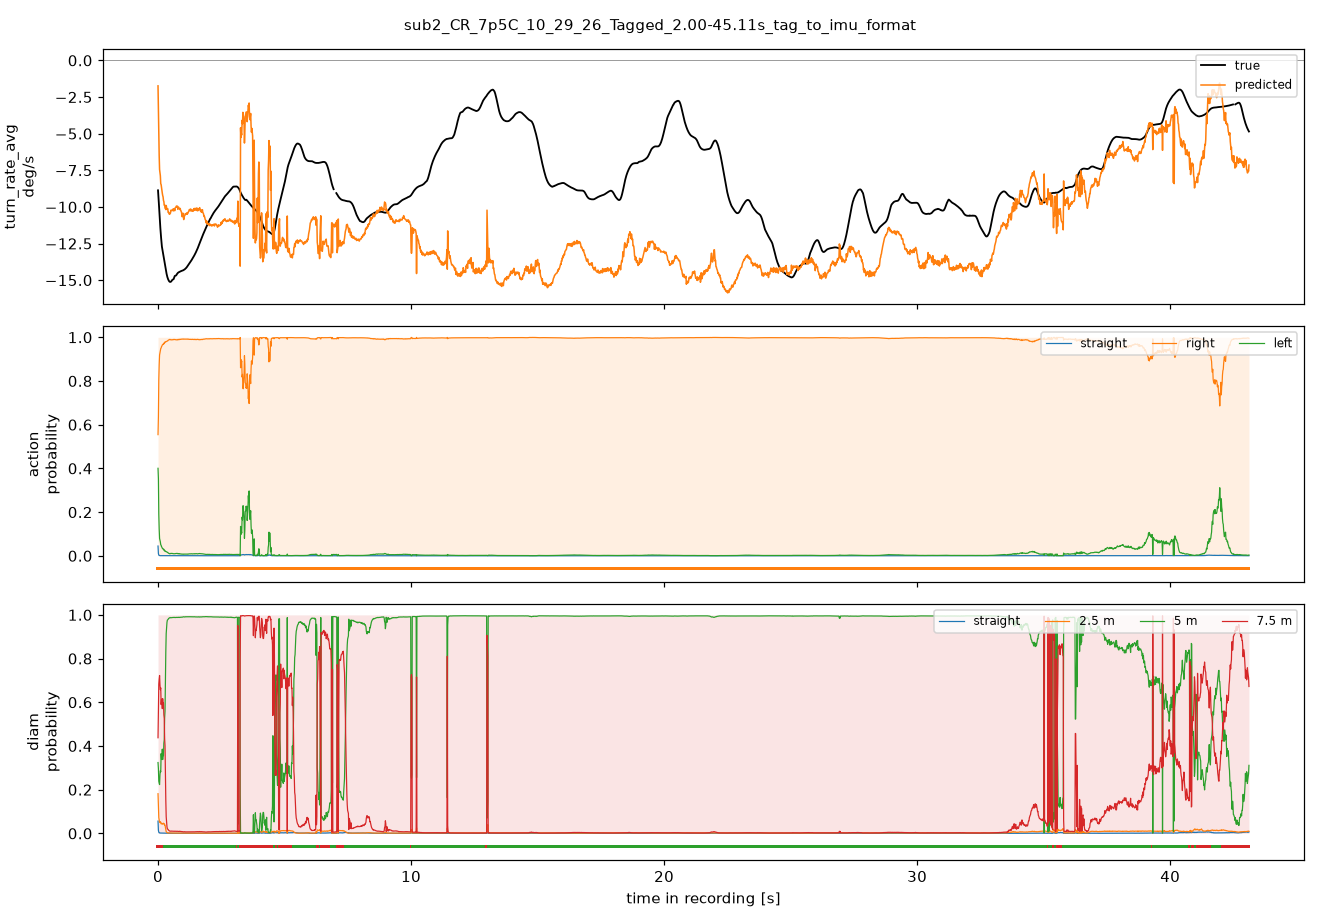 sub2_CR_7p5C_10_29_26_Tagged_2.00-45.11s_tag_to_imu_format
turn_rate_avg
deg/s
0.0
−2.5
−5.0
−7.5
−10.0
−12.5
−15.0
true
predicted
action
probability
1.0
0.8
0.6
0.4
0.2
0.0
straight right left
diam
probability
1.0
0.8
0.6
0.4
0.2
0.0
straight 2.5 m 5 m 7.5 m
0 10 20 30 40
time in recording [s]